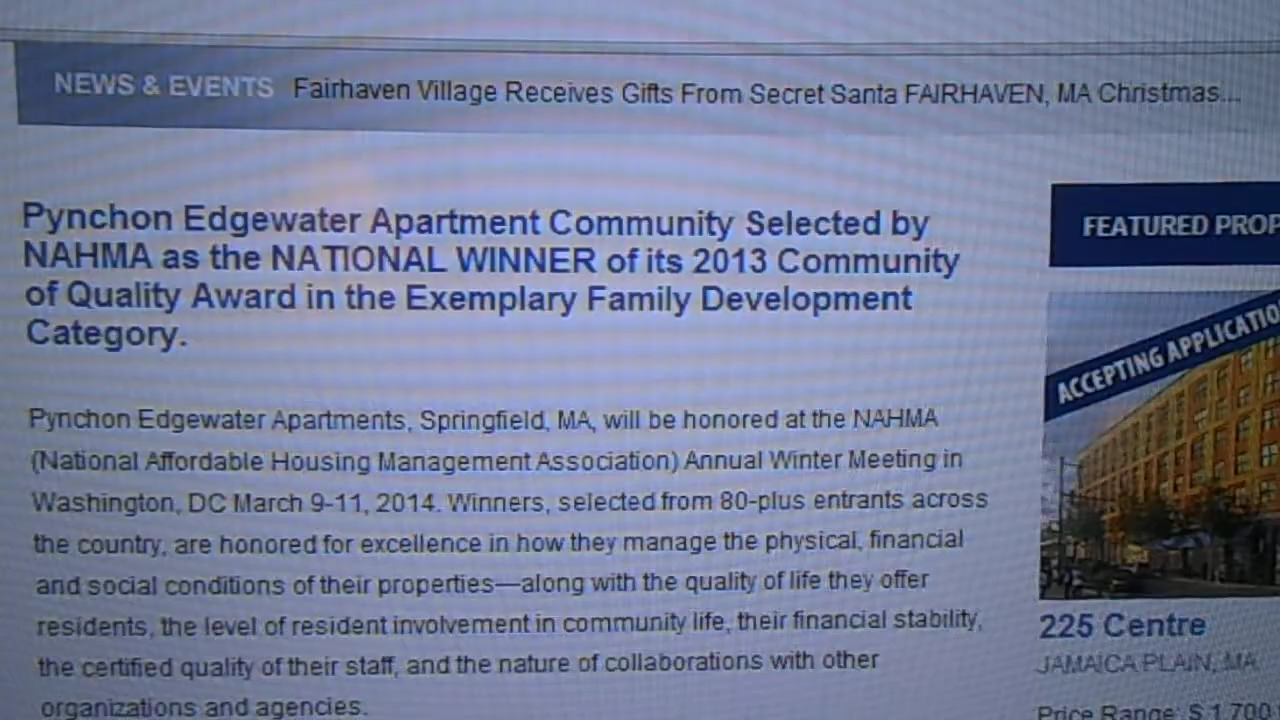 NEWS & EVENTS Fairhaven Village Receives Gifts From Secret Santa FAIRHAVEN, MA Christmas...
Pynchon Edgewater Apartment Community Selected by
NAHMA as the NATIONAL WINNER of its 2013 Community
of Quality Award in the Exemplary Family Development
Category.
Pynchon Edgewater Apartments, Springfield, MA, will be honored at the NAHMA
(National Affordable Housing Management Association) Annual Winter Meeting in
Washington, DC March 9-11, 2014. Winners, selected from 80-plus entrants across
the country, are honored for excellence in how they manage the physical, financial
and social conditions of their properties—along with the quality of life they offer
residents, the level of resident involvement in community life, their financial stability,
the certified quality of their staff, and the nature of collaborations with other
organizations and agencies.
FEATURED PROP
ACCEPTING APPLICATIO
225 Centre
JAMAICA PLAIN, MA
Price Range: $ 1,700